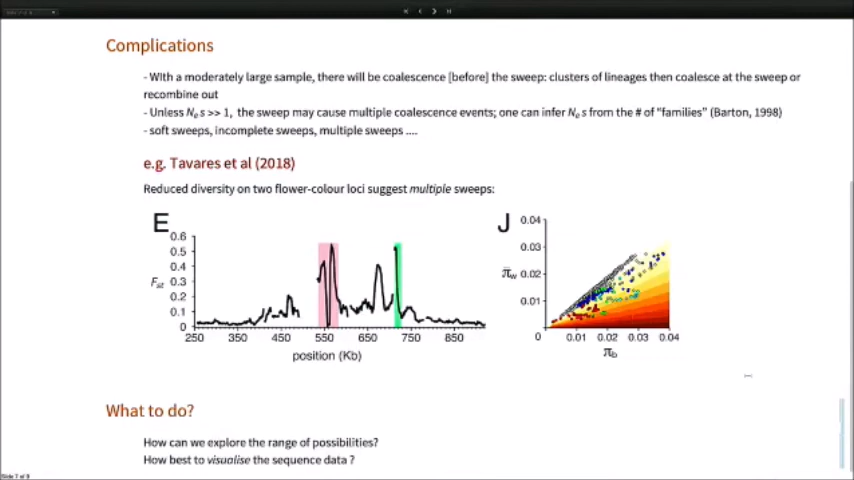 Complications
- With a moderately large sample, there will be coalescence [before] the sweep: clusters of lineages then coalesce at the sweep or
recombine out
- Unless Nₑ s >> 1, the sweep may cause multiple coalescence events; one can infer Nₑ s from the # of "families" (Barton, 1998)
- soft sweeps, incomplete sweeps, multiple sweeps ....
e.g. Tavares et al (2018)
Reduced diversity on two flower-colour loci suggest multiple sweeps:
E
0.6
0.5
0.4
0.3
0.2
0.1
0
Fst
250 350 450 550 650 750 850
position (Kb)
J
0.04
0.03
0.02
0.01
π̄w
0 0.01 0.02 0.03 0.04
πb
What to do?
How can we explore the range of possibilities?
How best to visualise the sequence data ?
Slide 7 of 8